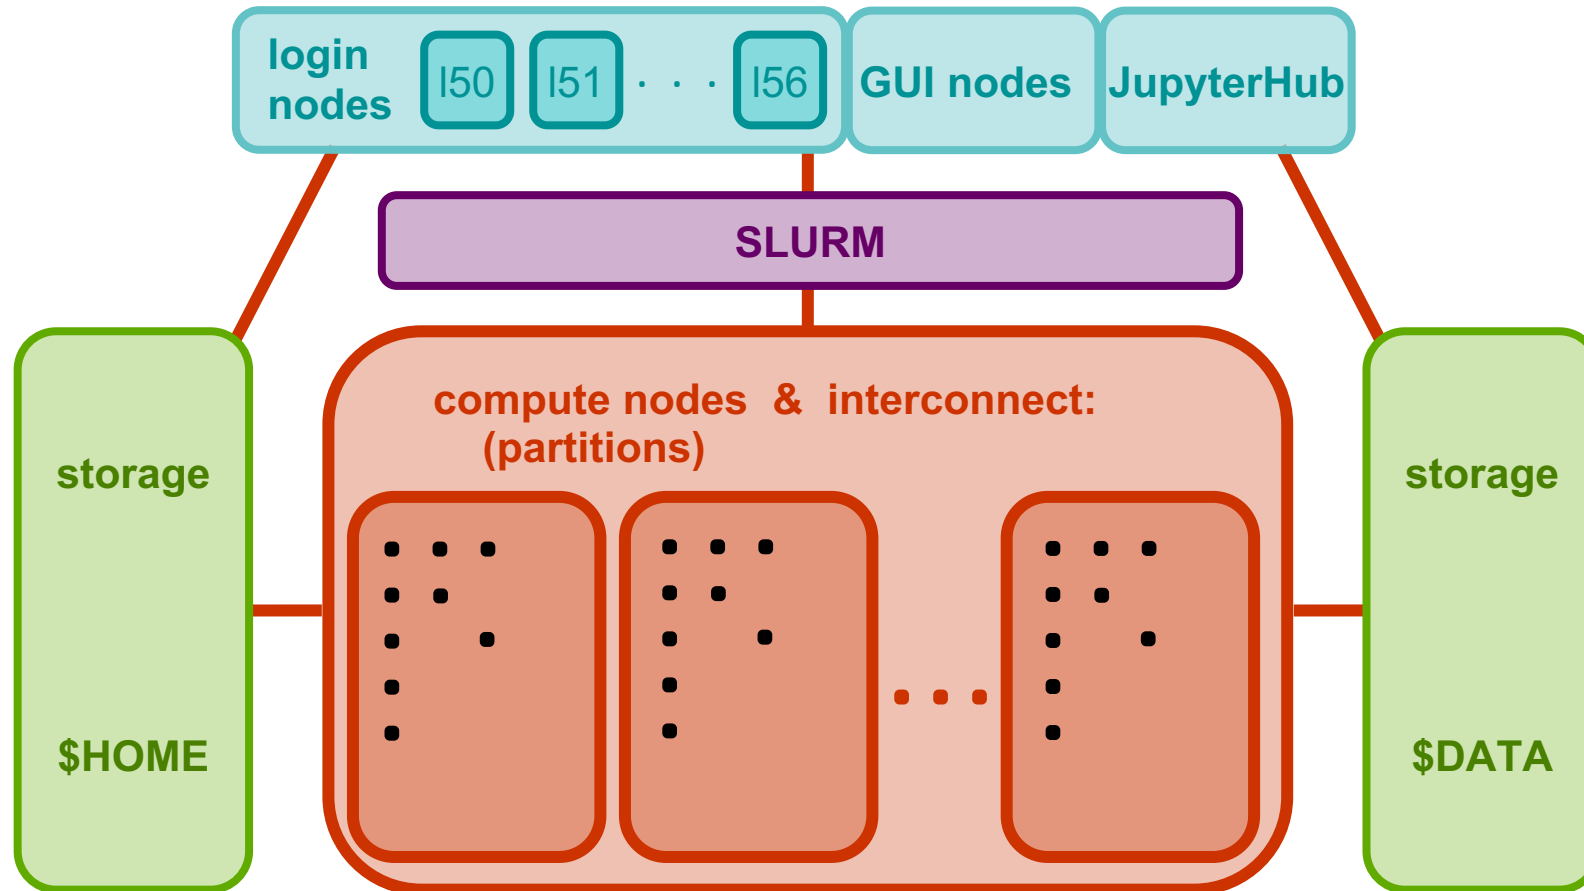 login
nodes
l50
l51
. . .
l56
GUI nodes
JupyterHub
SLURM
compute nodes & interconnect:
(partitions)
storage
$HOME
storage
$DATA